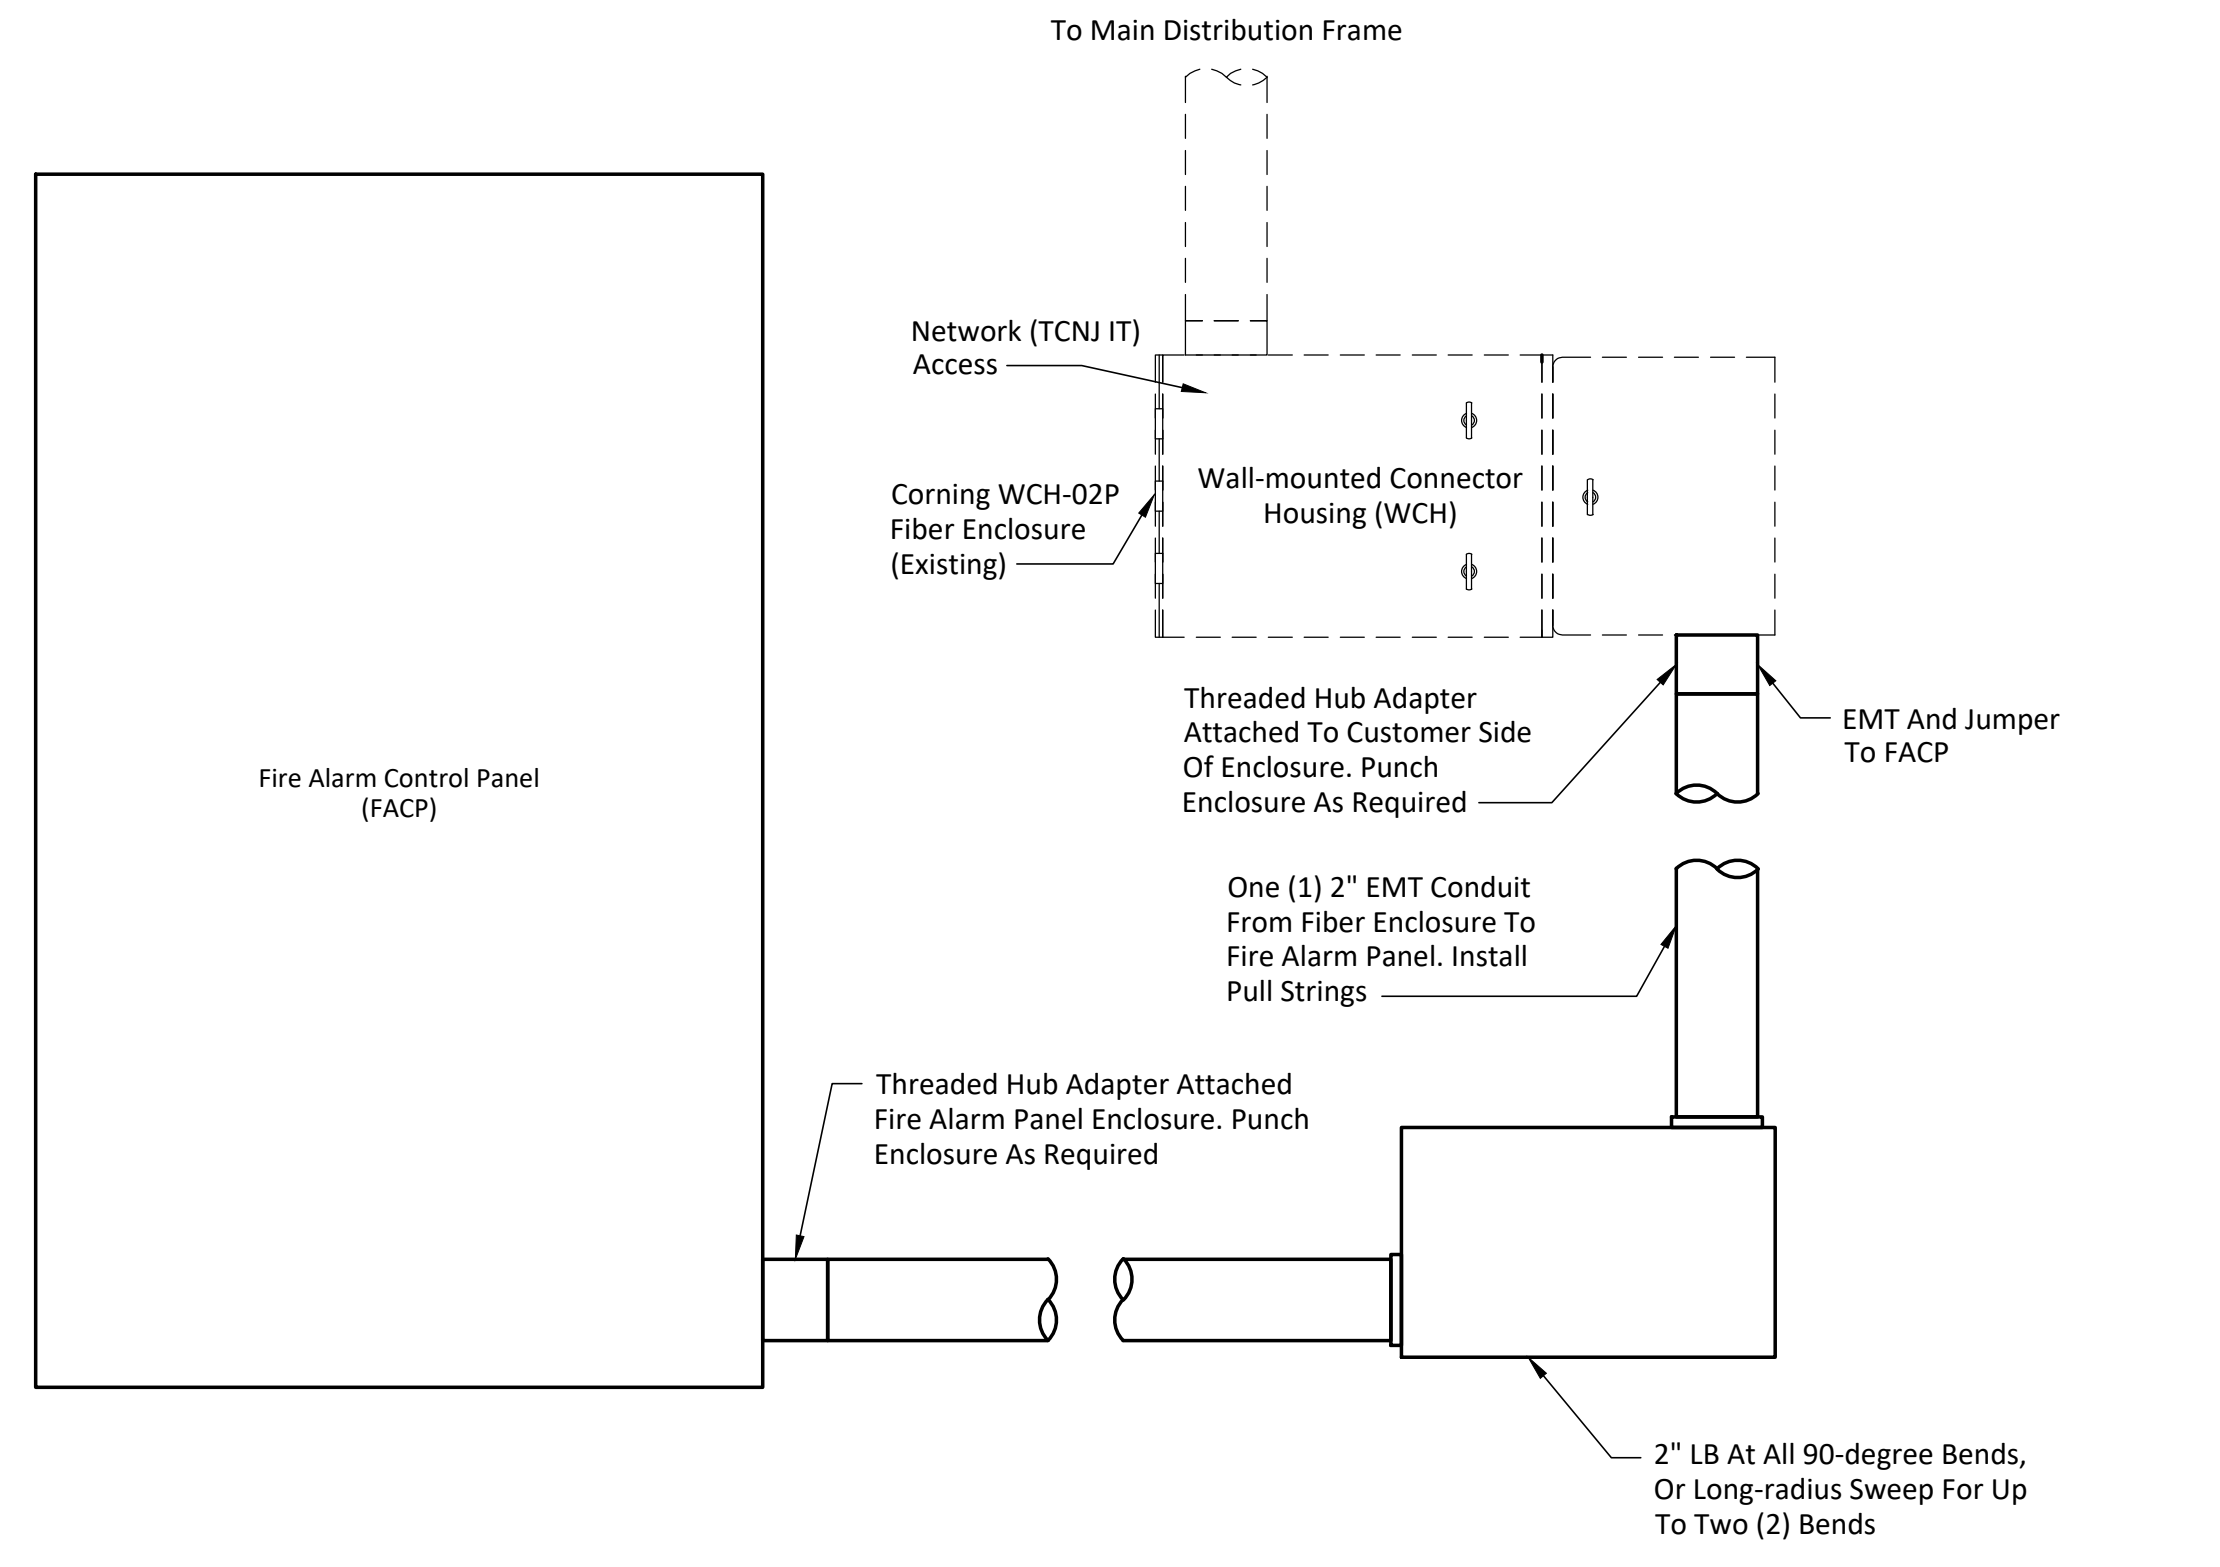 To Main Distribution Frame
Network (TCNJ IT)
Access
Corning WCH-02P
Fiber Enclosure
(Existing)
Wall-mounted Connector
Housing (WCH)
Threaded Hub Adapter
Attached To Customer Side
Of Enclosure. Punch
Enclosure As Required
EMT And Jumper
To FACP
Fire Alarm Control Panel
(FACP)
One (1) 2" EMT Conduit
From Fiber Enclosure To
Fire Alarm Panel. Install
Pull Strings
Threaded Hub Adapter Attached
Fire Alarm Panel Enclosure. Punch
Enclosure As Required
2" LB At All 90-degree Bends,
Or Long-radius Sweep For Up
To Two (2) Bends